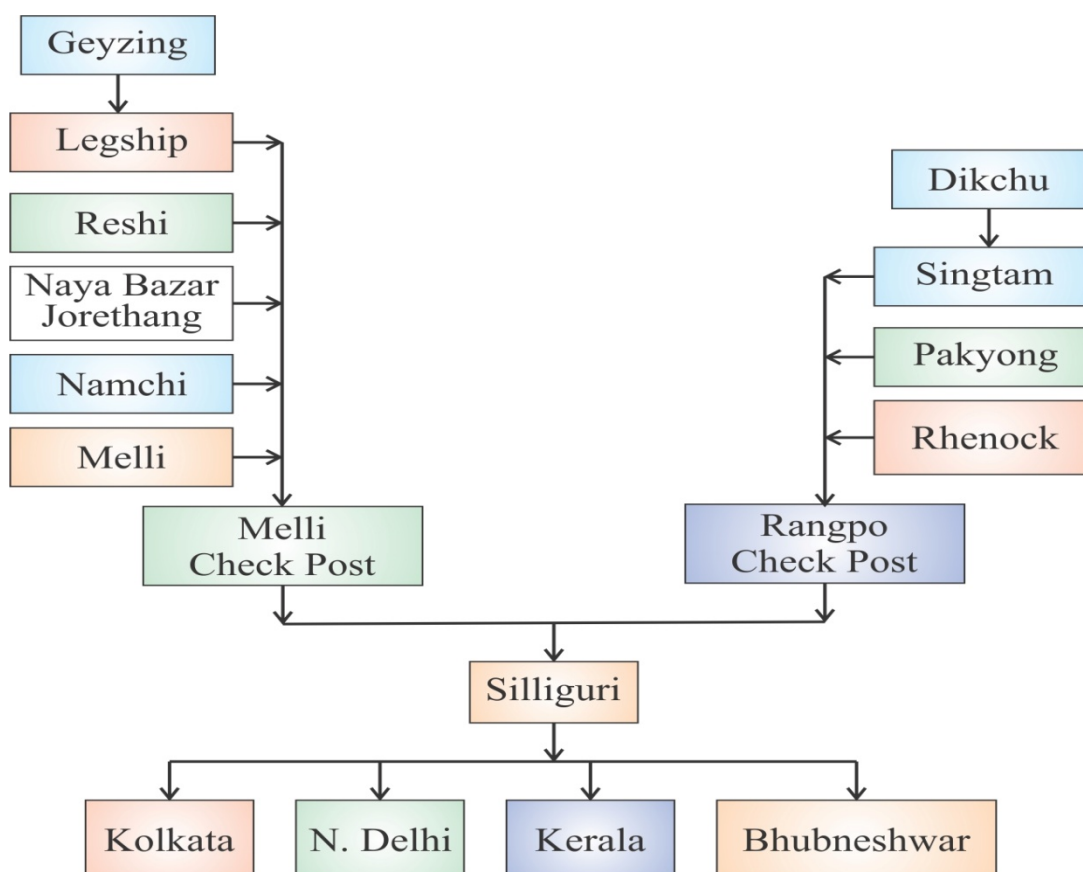 Geyzing
Legship
Reshi
Naya Bazar
Jorethang
Namchi
Melli
Melli
Check Post
Dikchu
Singtam
Pakyong
Rhenock
Rangpo
Check Post
Silliguri
Kolkata
N. Delhi
Kerala
Bhubneshwar